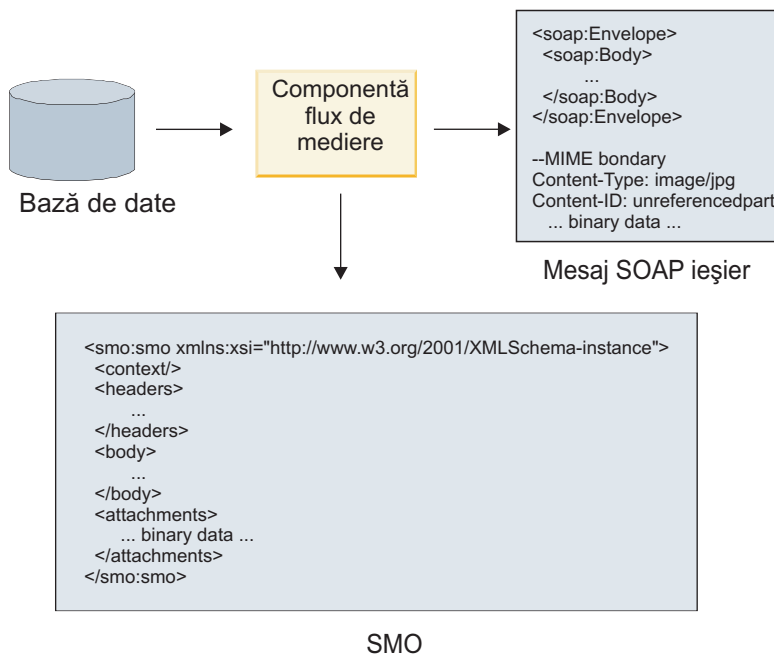 Bază de date
Componentă
flux de
mediere
<soap:Envelope>
<soap:Body>
...
</soap:Body>
</soap:Envelope>
--MIME bondary
Content-Type: image/jpg
Content-ID: unreferencedpart
... binary data ...
Mesaj SOAP ieşier
<smo:smo xmlns:xsi="http://www.w3.org/2001/XMLSchema-instance">
<context/>
<headers>
...
</headers>
<body>
...
</body>
<attachments>
... binary data ...
</attachments>
</smo:smo>
SMO